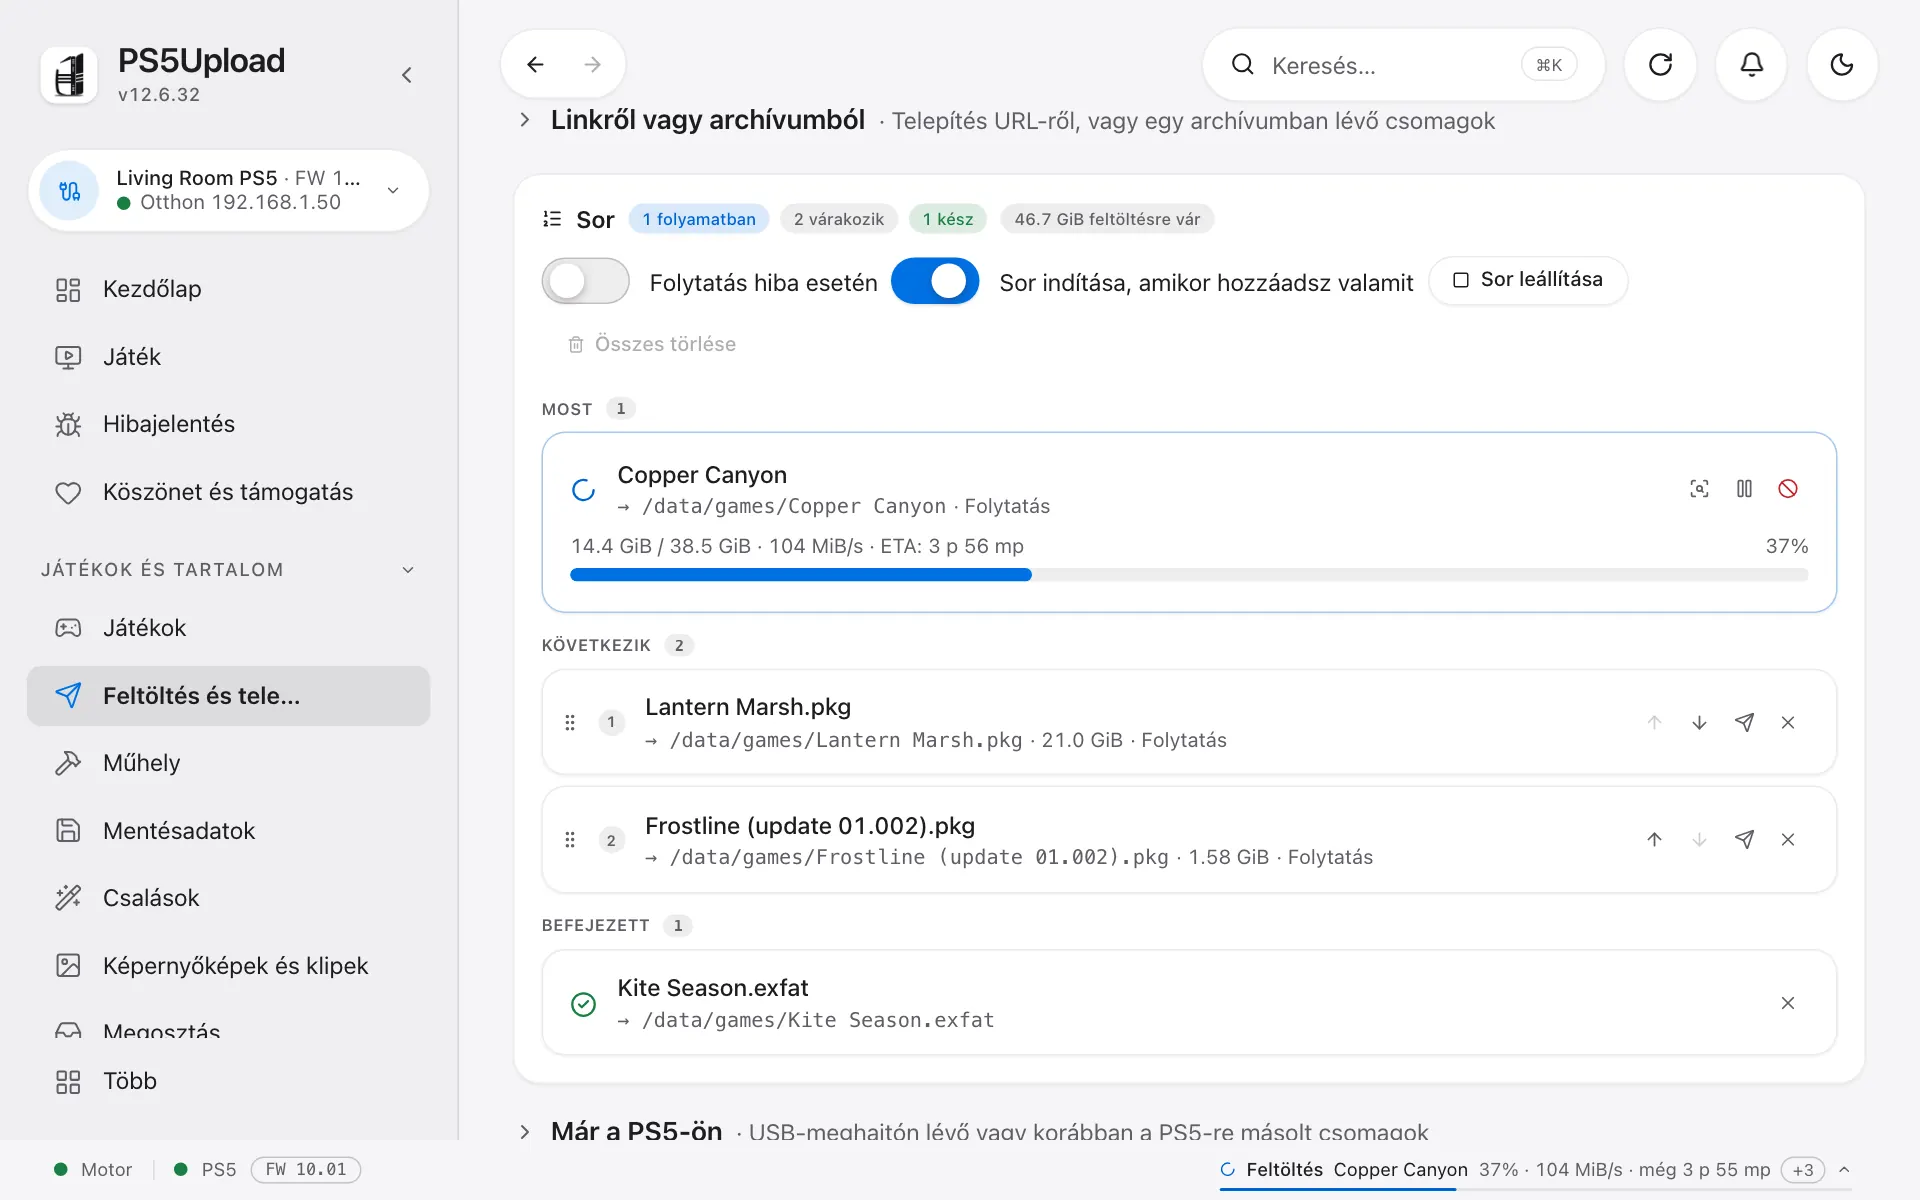 PS5Upload
v12.6.32
Living Room PS5 · FW 1...
Otthon 192.168.1.50
Kezdőlap
Játék
Hibajelentés
Köszönet és támogatás
JÁTÉKOK ÉS TARTALOM
Játékok
Feltöltés és tele...
Műhely
Mentésadatok
Csalások
Képernyőképek és klipek
Megosztás
Több
Keresés... ⌘K
Linkről vagy archívumból · Telepítés URL-ről, vagy egy archívumban lévő csomagok
Sor 1 folyamatban 2 várakozik 1 kész 46.7 GiB feltöltésre vár
Folytatás hiba esetén Sor indítása, amikor hozzáadsz valamit Sor leállítása
Összes törlése
MOST 1
Copper Canyon
→ /data/games/Copper Canyon · Folytatás
14.4 GiB / 38.5 GiB · 104 MiB/s · ETA: 3 p 56 mp 37%
KÖVETKEZIK 2
1 Lantern Marsh.pkg
→ /data/games/Lantern Marsh.pkg · 21.0 GiB · Folytatás
2 Frostline (update 01.002).pkg
→ /data/games/Frostline (update 01.002).pkg · 1.58 GiB · Folytatás
BEFEJEZETT 1
Kite Season.exfat
→ /data/games/Kite Season.exfat
Már a PS5-ön · USB-meghajtón lévő vagy korábban a PS5-re másolt csomagok
Motor PS5 FW 10.01
Feltöltés Copper Canyon 37% · 104 MiB/s · még 3 p 55 mp +3